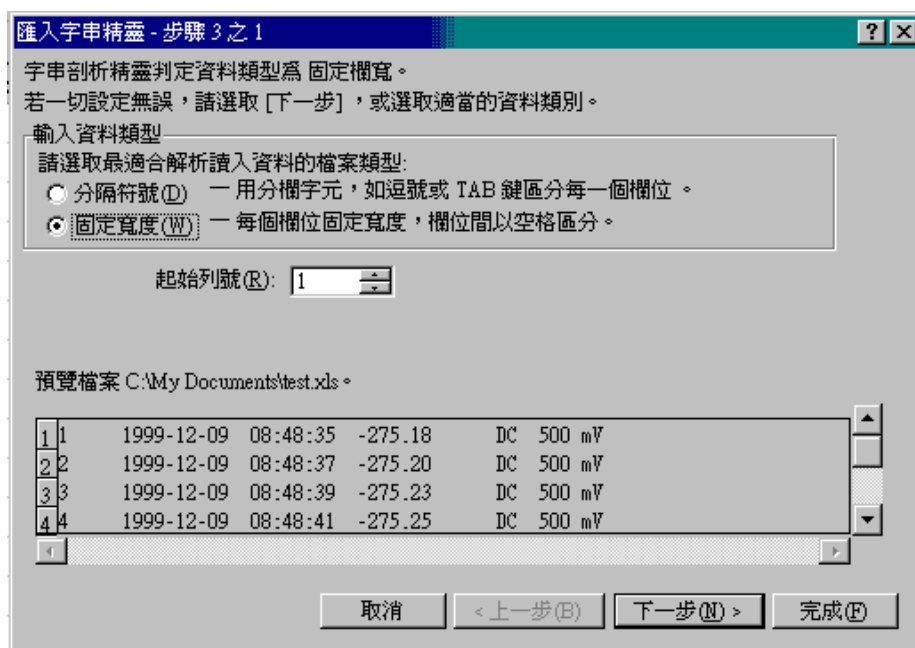 匯入字串精靈 - 步驟 3 之 1
字串剖析精靈判定資料類型為 固定欄寬。
若一切設定無誤，請選取 [下一步]，或選取適當的資料類別。
輸入資料類型
請選取最適合解析讀入資料的檔案類型:
分隔符號(D) — 用分欄字元，如逗號或 TAB 鍵區分每一個欄位 。
固定寬度(W) — 每個欄位固定寬度，欄位間以空格區分。
起始列號(R): 1
預覽檔案 C:\My Documents\test.xls。
1 1 1999-12-09 08:48:35 -275.18 DC 500 mV
2 2 1999-12-09 08:48:37 -275.20 DC 500 mV
3 3 1999-12-09 08:48:39 -275.23 DC 500 mV
4 4 1999-12-09 08:48:41 -275.25 DC 500 mV
取消 <上一步(B) 下一步(N) > 完成(F)